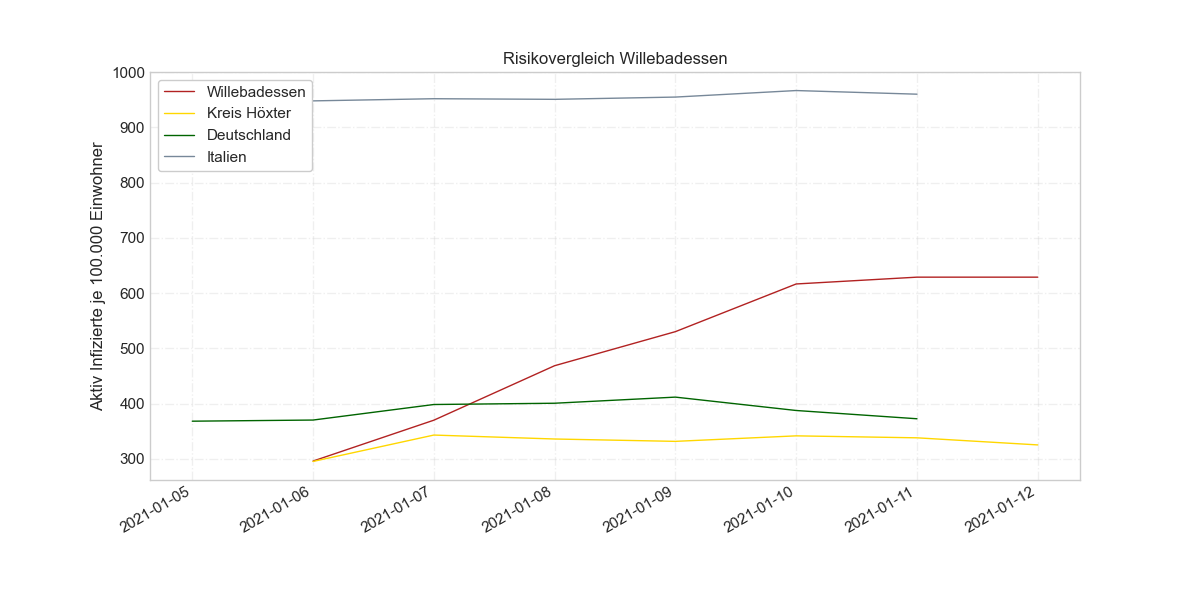 Risikovergleich Willebadessen
Aktiv Infizierte je 100.000 Einwohner
1000
900
800
700
600
500
400
300
Willebadessen
Kreis Höxter
Deutschland
Italien
2021-01-05
2021-01-06
2021-01-07
2021-01-08
2021-01-09
2021-01-10
2021-01-11
2021-01-12